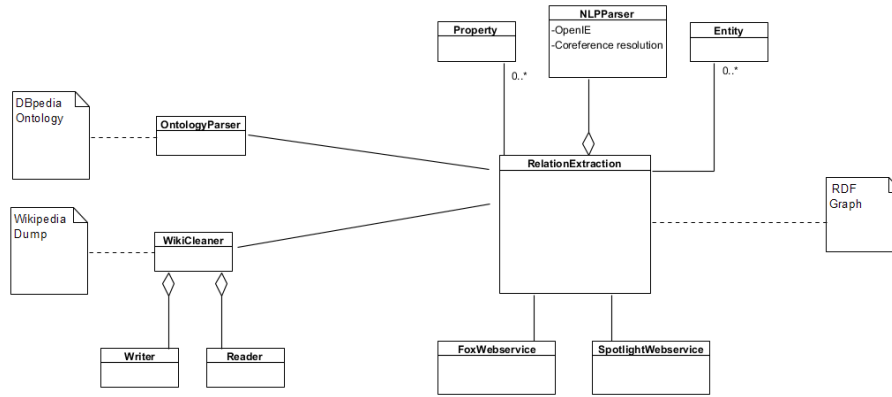 NLPParser
-OpenIE
-Coreference resolution
Property
0..*
Entity
0..*
DBpedia
Ontology
OntologyParser
RelationExtraction
RDF
Graph
Wikipedia
Dump
WikiCleaner
Writer
Reader
FoxWebservice
SpotlightWebservice